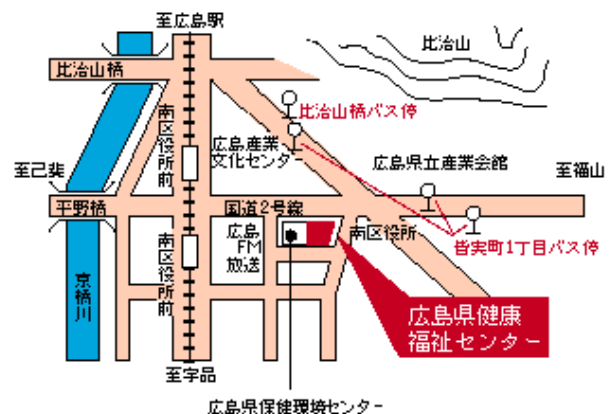 至広島駅
比治山
比治山橋
比治山橋バス停
南区役所前
広島産業
文化センター
広島県立産業会館
至己斐
至福山
平野橋
国道2号線
広島
FM
放送
南区役所
皆実町1丁目バス停
南区役所前
京橋川
広島県健康
福祉センター
至宇品
広島県保健環境センター